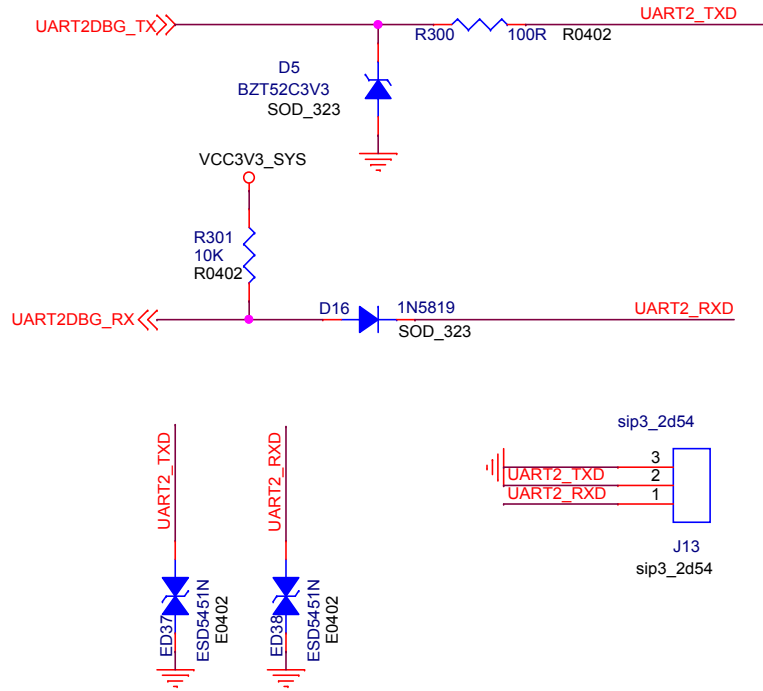 UART2DBG_TX
R300
100R
R0402
UART2_TXD
D5
BZT52C3V3
SOD_323
VCC3V3_SYS
R301
10K
R0402
UART2DBG_RX
D16
1N5819
SOD_323
UART2_RXD
UART2_TXD
ED37
ESD5451N
E0402
UART2_RXD
ED38
ESD5451N
E0402
sip3_2d54
3
UART2_TXD
2
UART2_RXD
1
J13
sip3_2d54